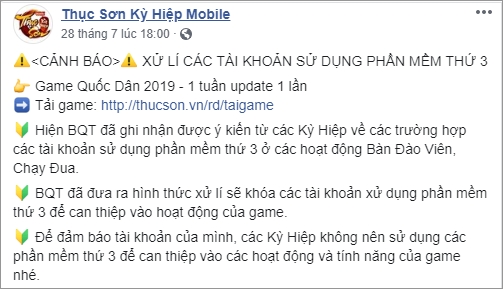 Thục Sơn
Thục Sơn Kỳ Hiệp Mobile
28 tháng 7 lúc 18:00 ·
⚠️<CẢNH BÁO>⚠️ XỬ LÍ CÁC TÀI KHOẢN SỬ DỤNG PHẦN MỀM THỨ 3
👉 Game Quốc Dân 2019 - 1 tuần update 1 lần
➡️ Tải game: http://thucson.vn/rd/taigame
🔰 Hiện BQT đã ghi nhận được ý kiến từ các Kỳ Hiệp về các trường hợp
các tài khoản sử dụng phần mềm thứ 3 ở các hoạt động Bàn Đào Viên,
Chạy Đua.
🔰 BQT đã đưa ra hình thức xử lí sẽ khóa các tài khoản xử dụng phần mềm
thứ 3 để can thiệp vào hoạt động của game.
🔰 Để đảm bảo tài khoản của mình, các Kỳ Hiệp không nên sử dụng các
phần mềm thứ 3 để can thiệp vào các hoạt động và tính năng của game
nhé.